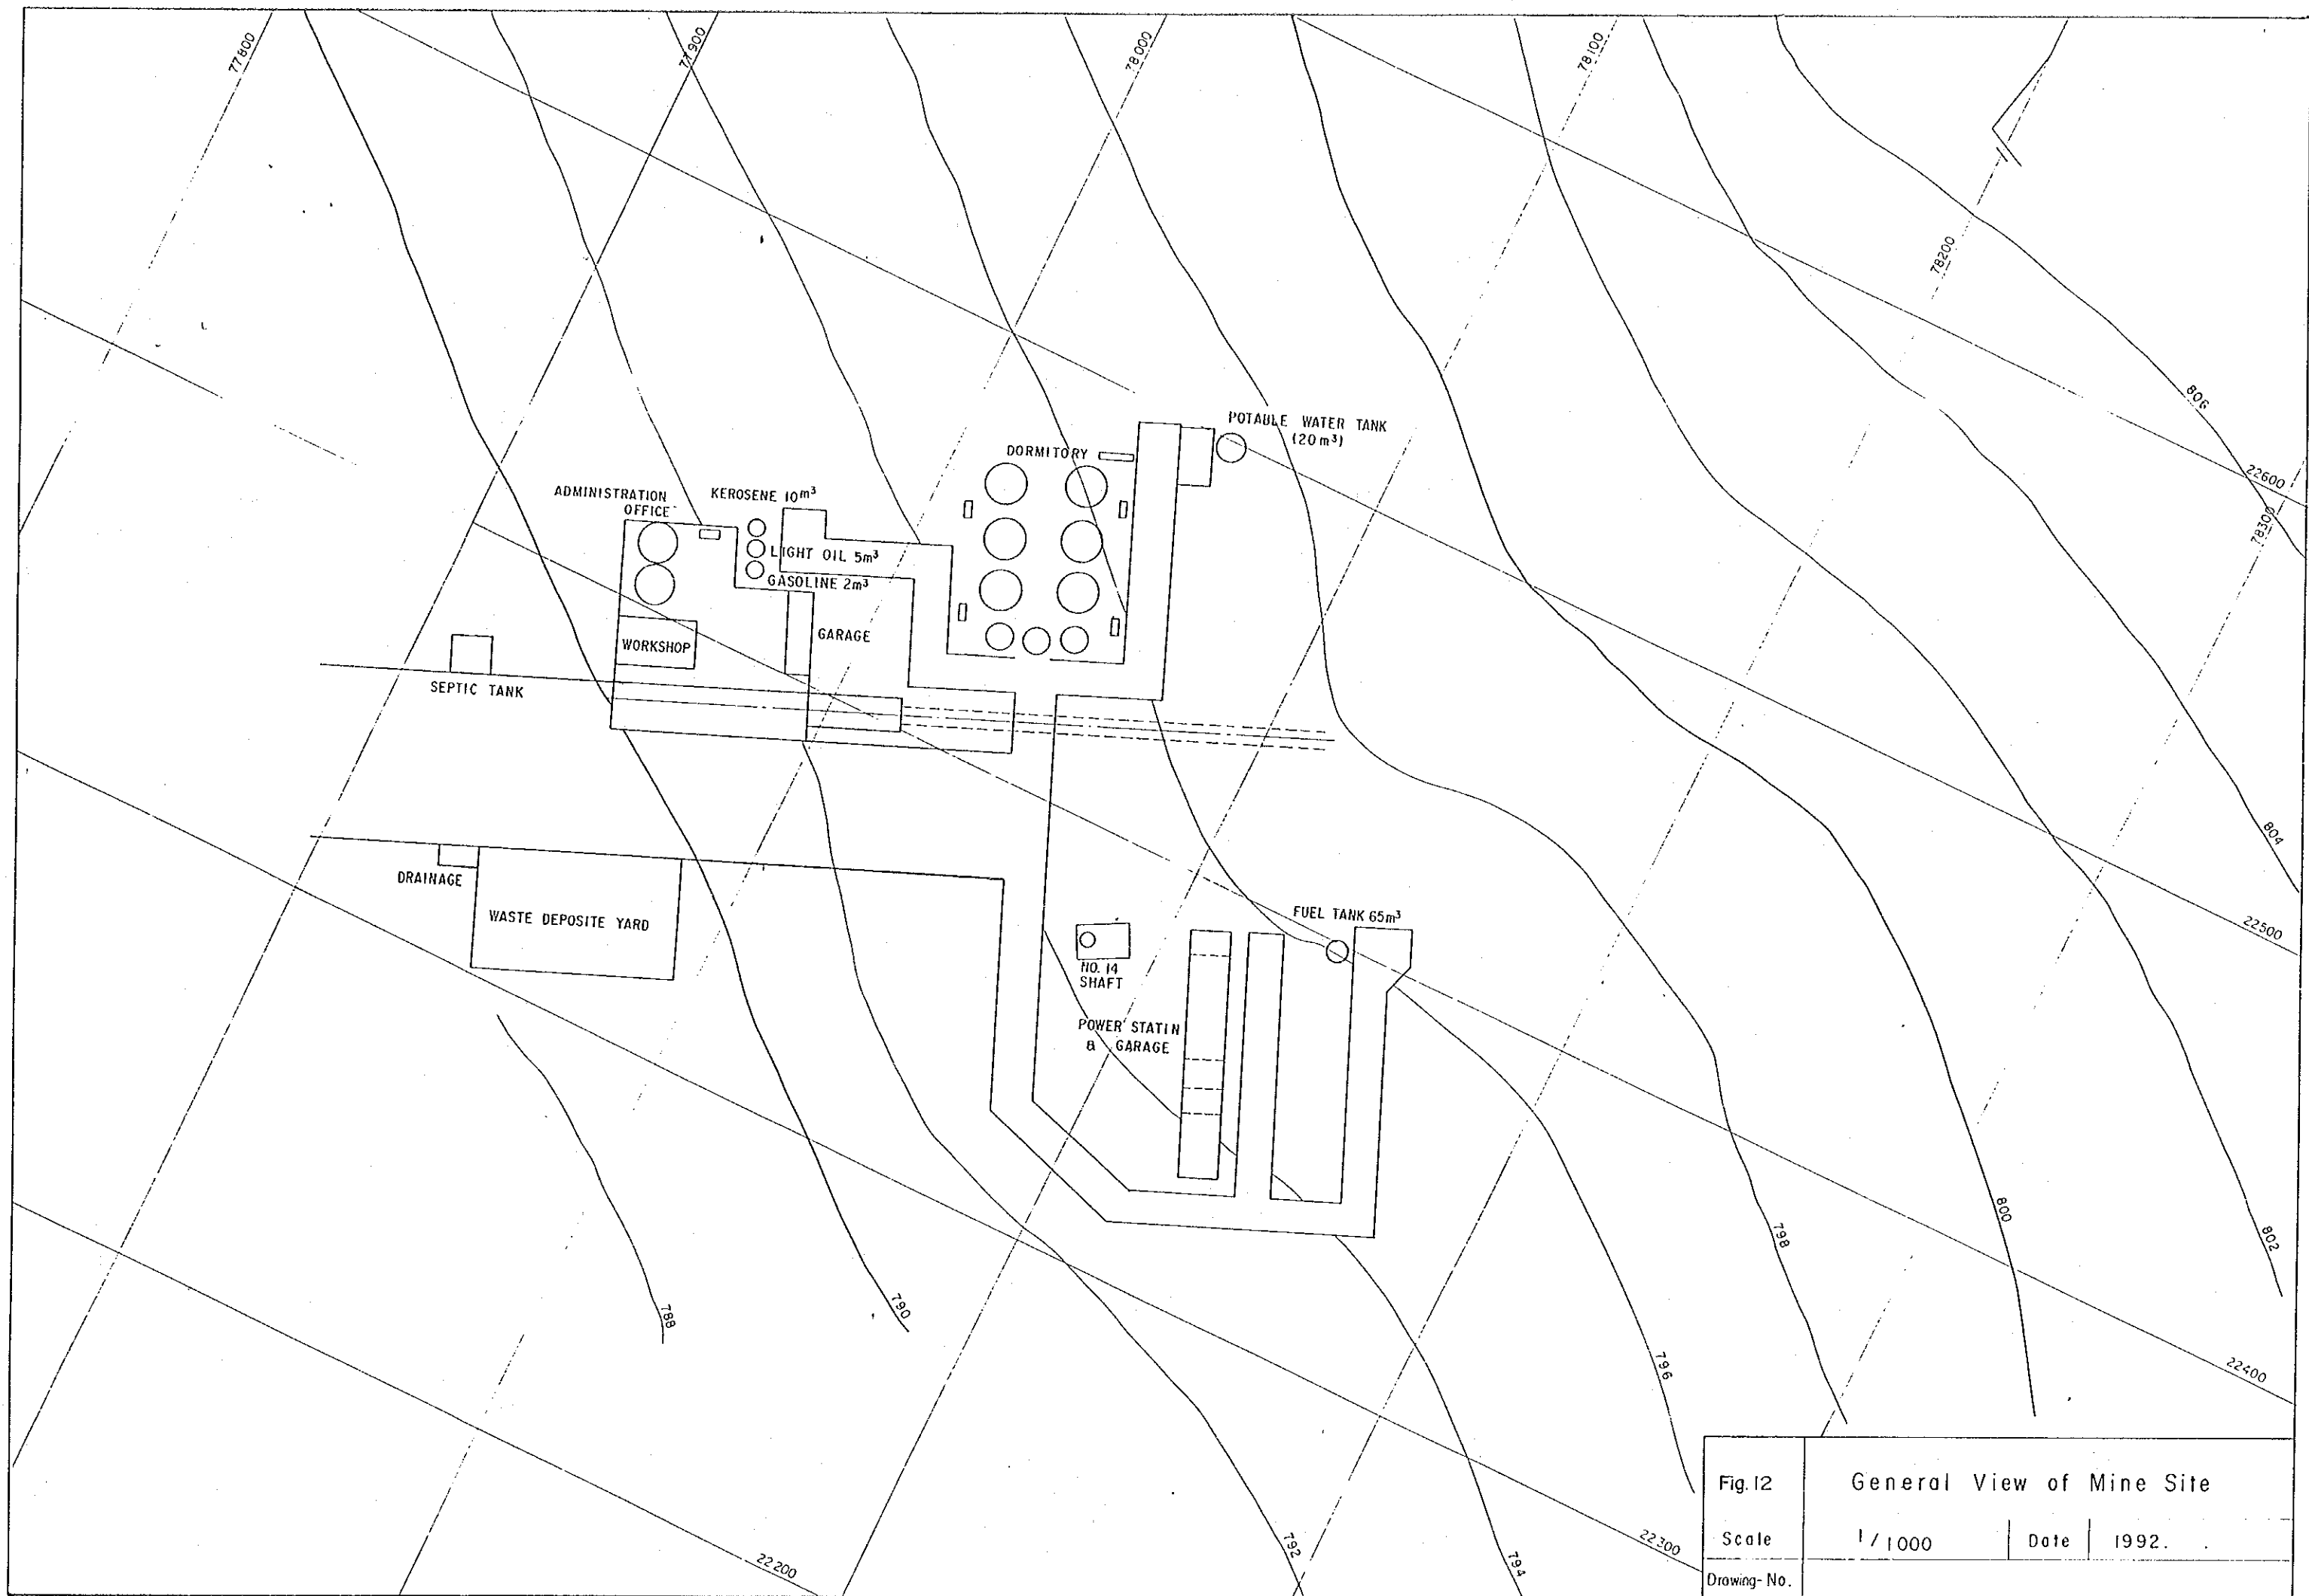 77800
77900
78000
78100
78200
78300
806
22600
POTABLE WATER TANK
(20m³)
DORMITORY
ADMINISTRATION
OFFICE
KEROSENE 10m³
LIGHT OIL 5m³
GASOLINE 2m³
WORKSHOP
GARAGE
SEPTIC TANK
804
22500
DRAINAGE
WASTE DEPOSITE YARD
FUEL TANK 65m³
NO. 14
SHAFT
POWER STATIN
& GARAGE
800
798
802
788
790
796
22400
792
794
22300
22200
Fig. 12
General View of Mine Site
Scale
1/1000
Date
1992.
Drawing-No.